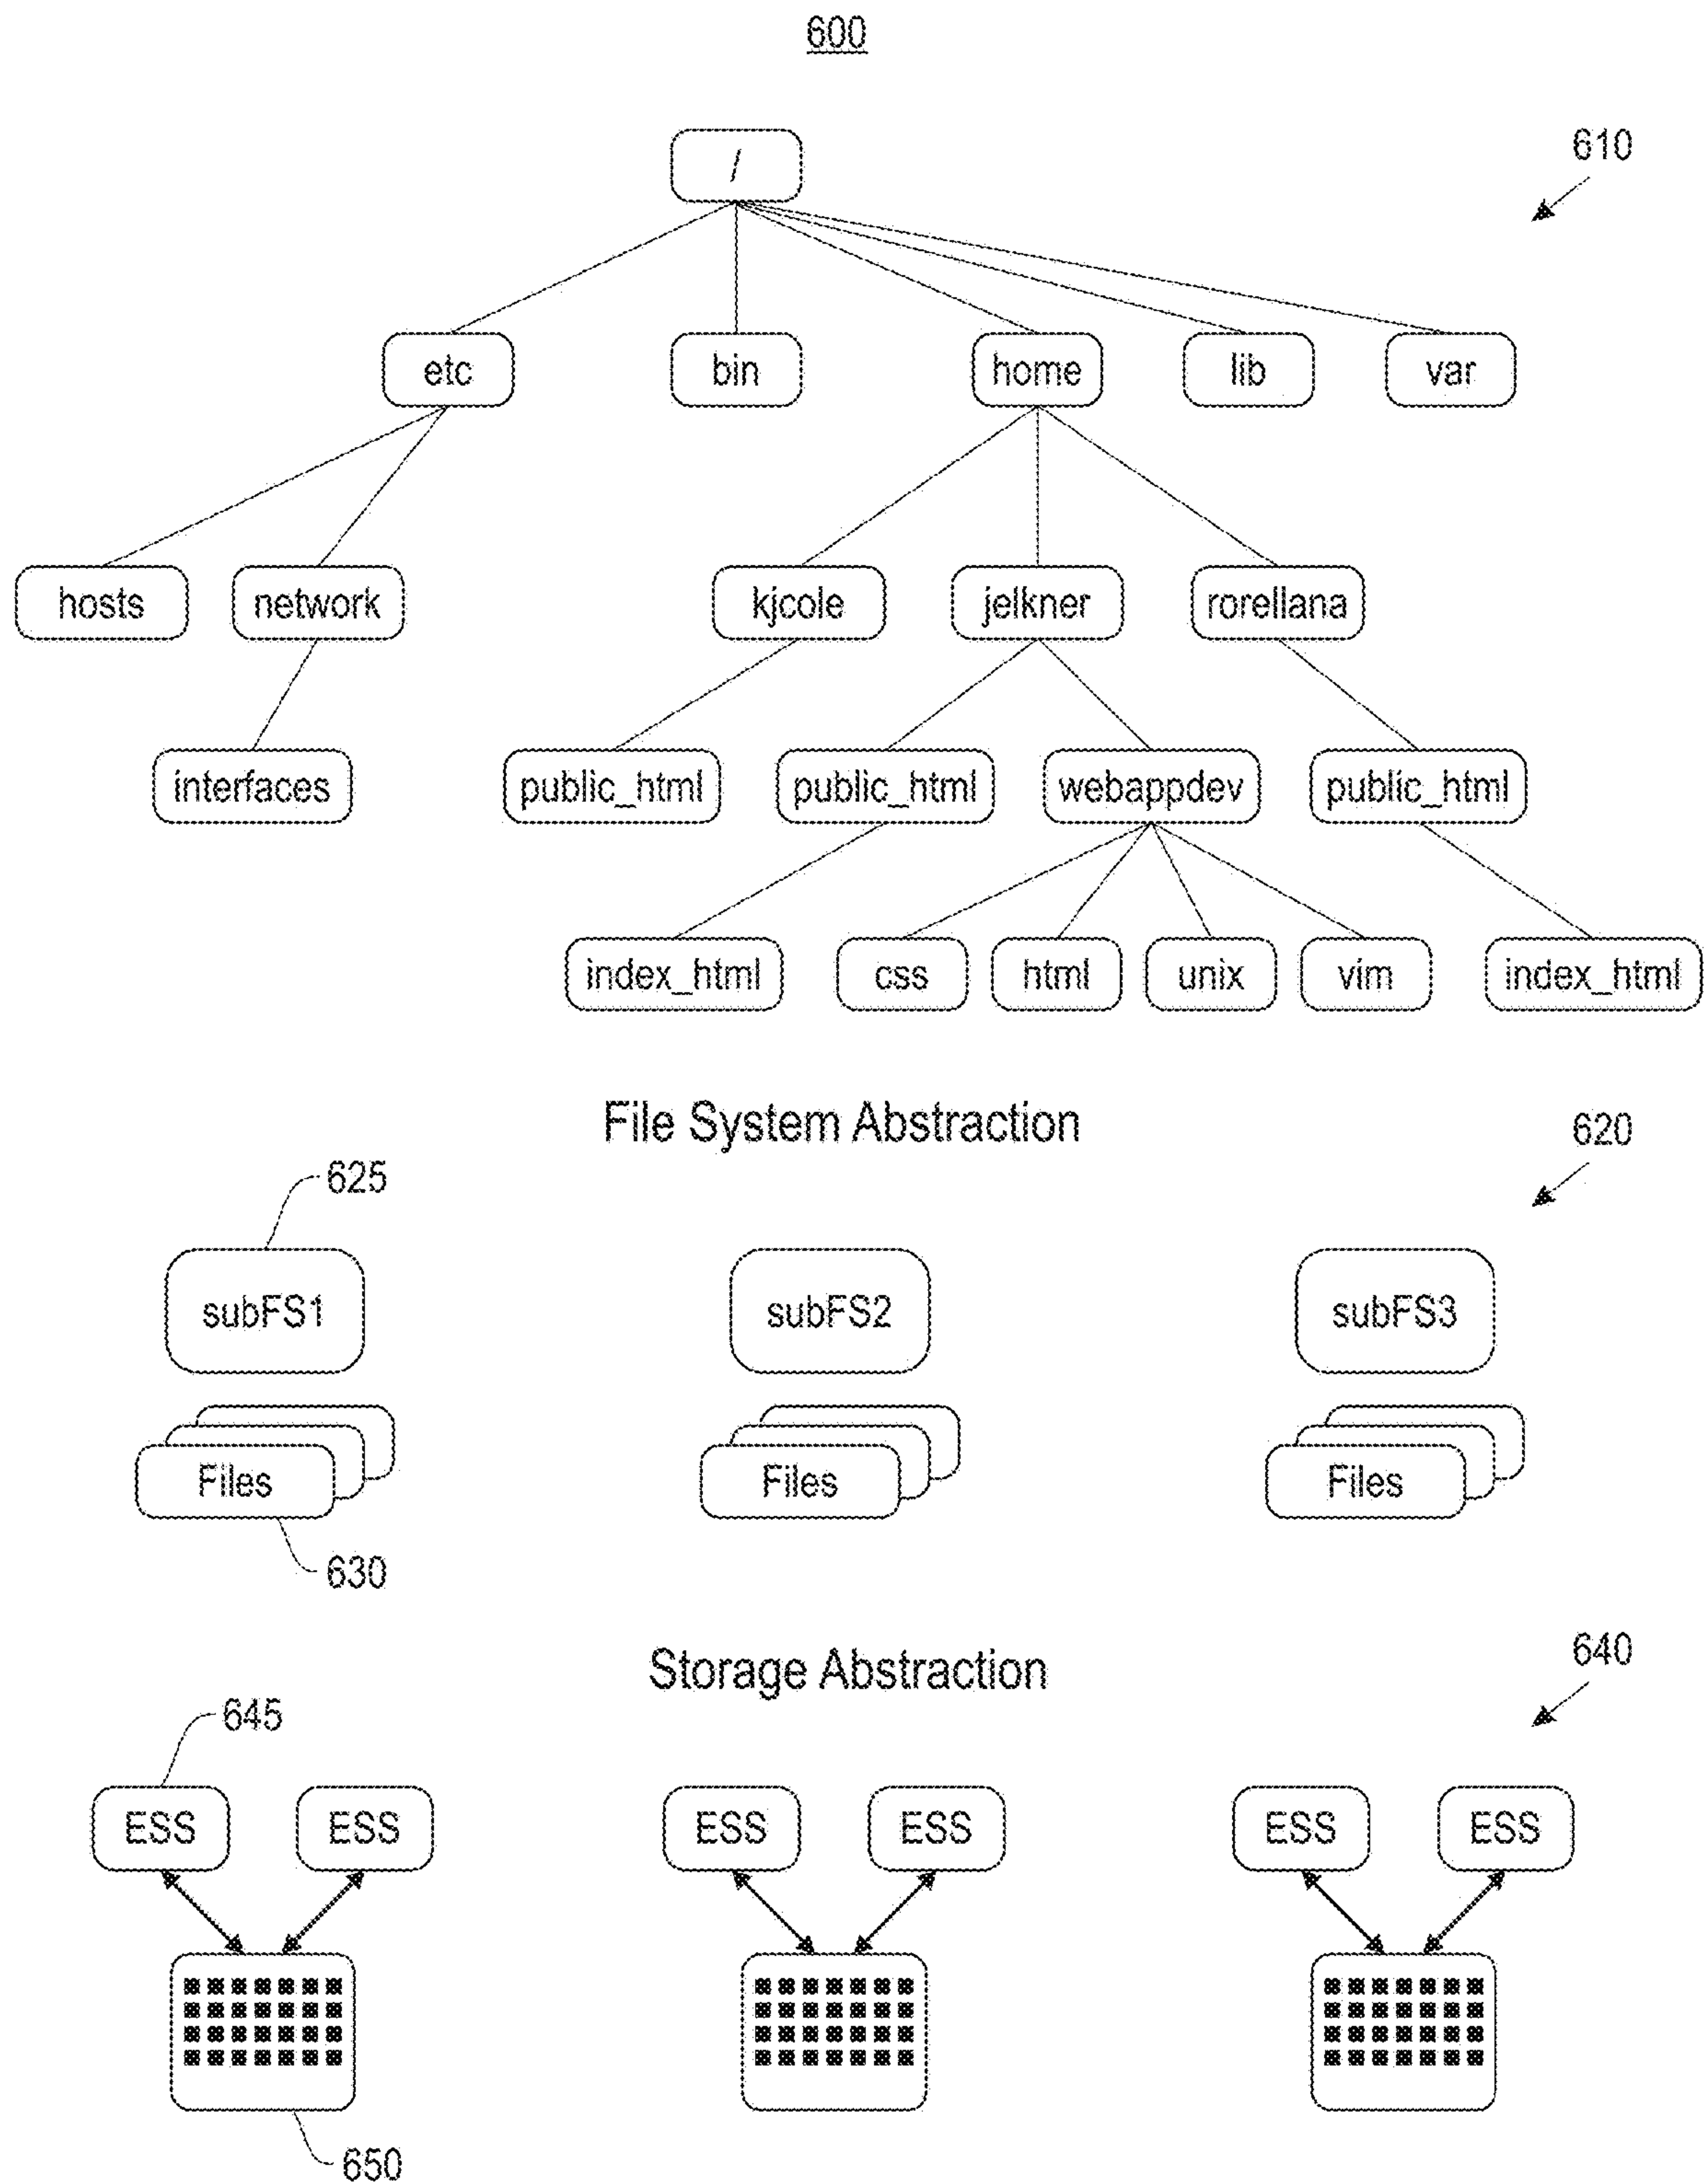 600
/
610
etc bin home lib var
hosts network kjcole jelkner rorellana
interfaces public_html public_html webappdev public_html
index_html css html unix vim index_html
File System Abstraction
620
625
subFS1 subFS2 subFS3
Files Files Files
630
Storage Abstraction
640
645
ESS ESS ESS ESS ESS ESS
650